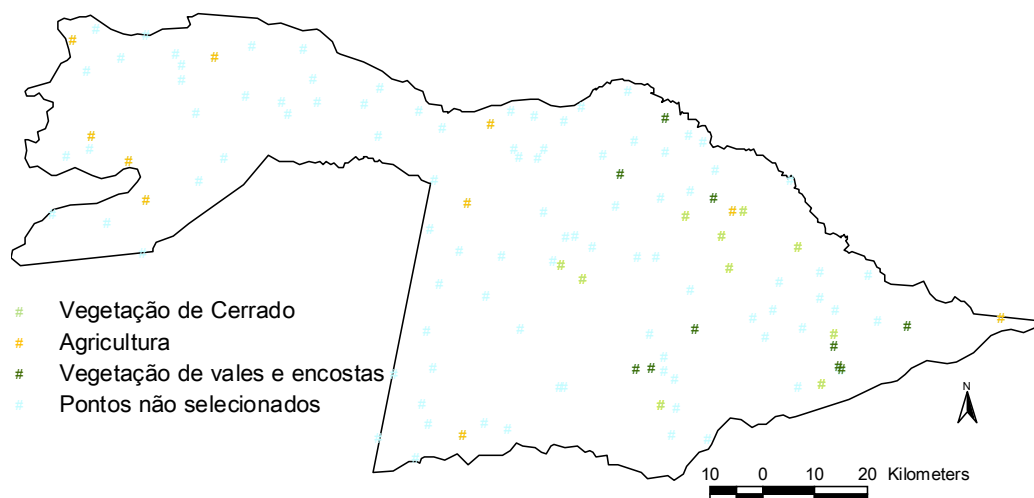 Vegetação de Cerrado
Agricultura
Vegetação de vales e encostas
Pontos não selecionados
N
10 0 10 20 Kilometers